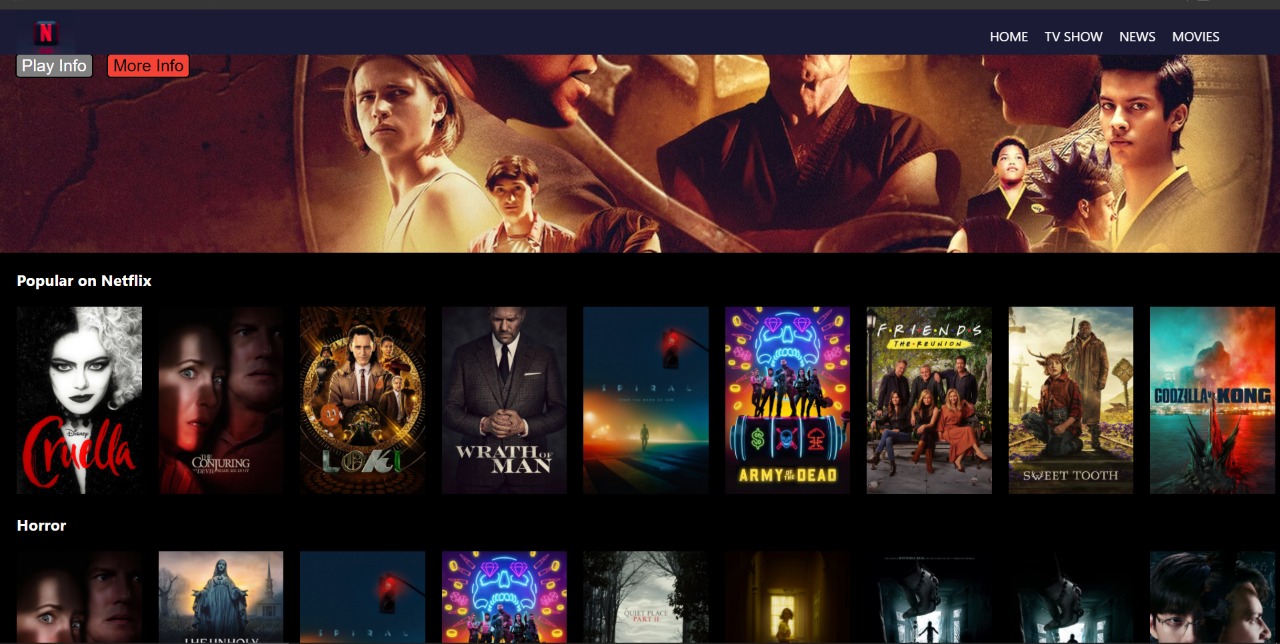 N
HOME TV SHOW NEWS MOVIES
Play Info More Info
Popular on Netflix
Disney
Cruella
THE
CONJURING
THE DEVIL MADE ME DO IT
LOKI
WRATH OF
MAN
SPIRAL
ARMY OF THE DEAD
FRIENDS
THE REUNION
SWEET TOOTH
GODZILLA VS KONG
Horror
THE UNHOLY
SPIRAL
A QUIET PLACE
PART II